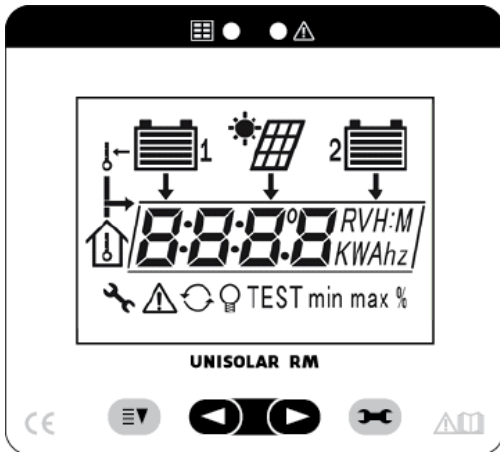 1
2
8:8:8°.8 RVH:M
KWAhz
TEST min max %
UNISOLAR RM
CE